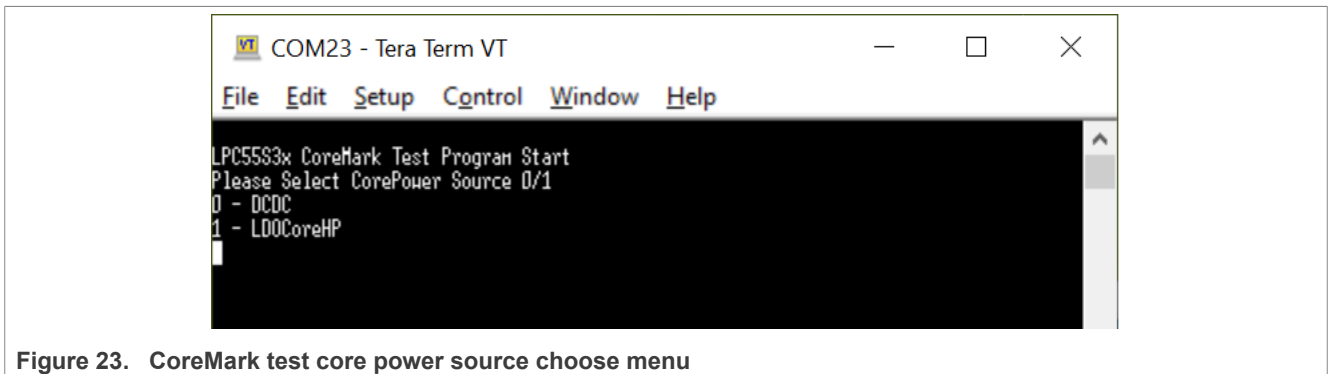 COM23 - Tera Term VT
File Edit Setup Control Window Help
LPC55S3x CoreMark Test Program Start
Please Select CorePower Source 0/1
0 - DCDC
1 - LDOCoreHP
Figure 23. CoreMark test core power source choose menu